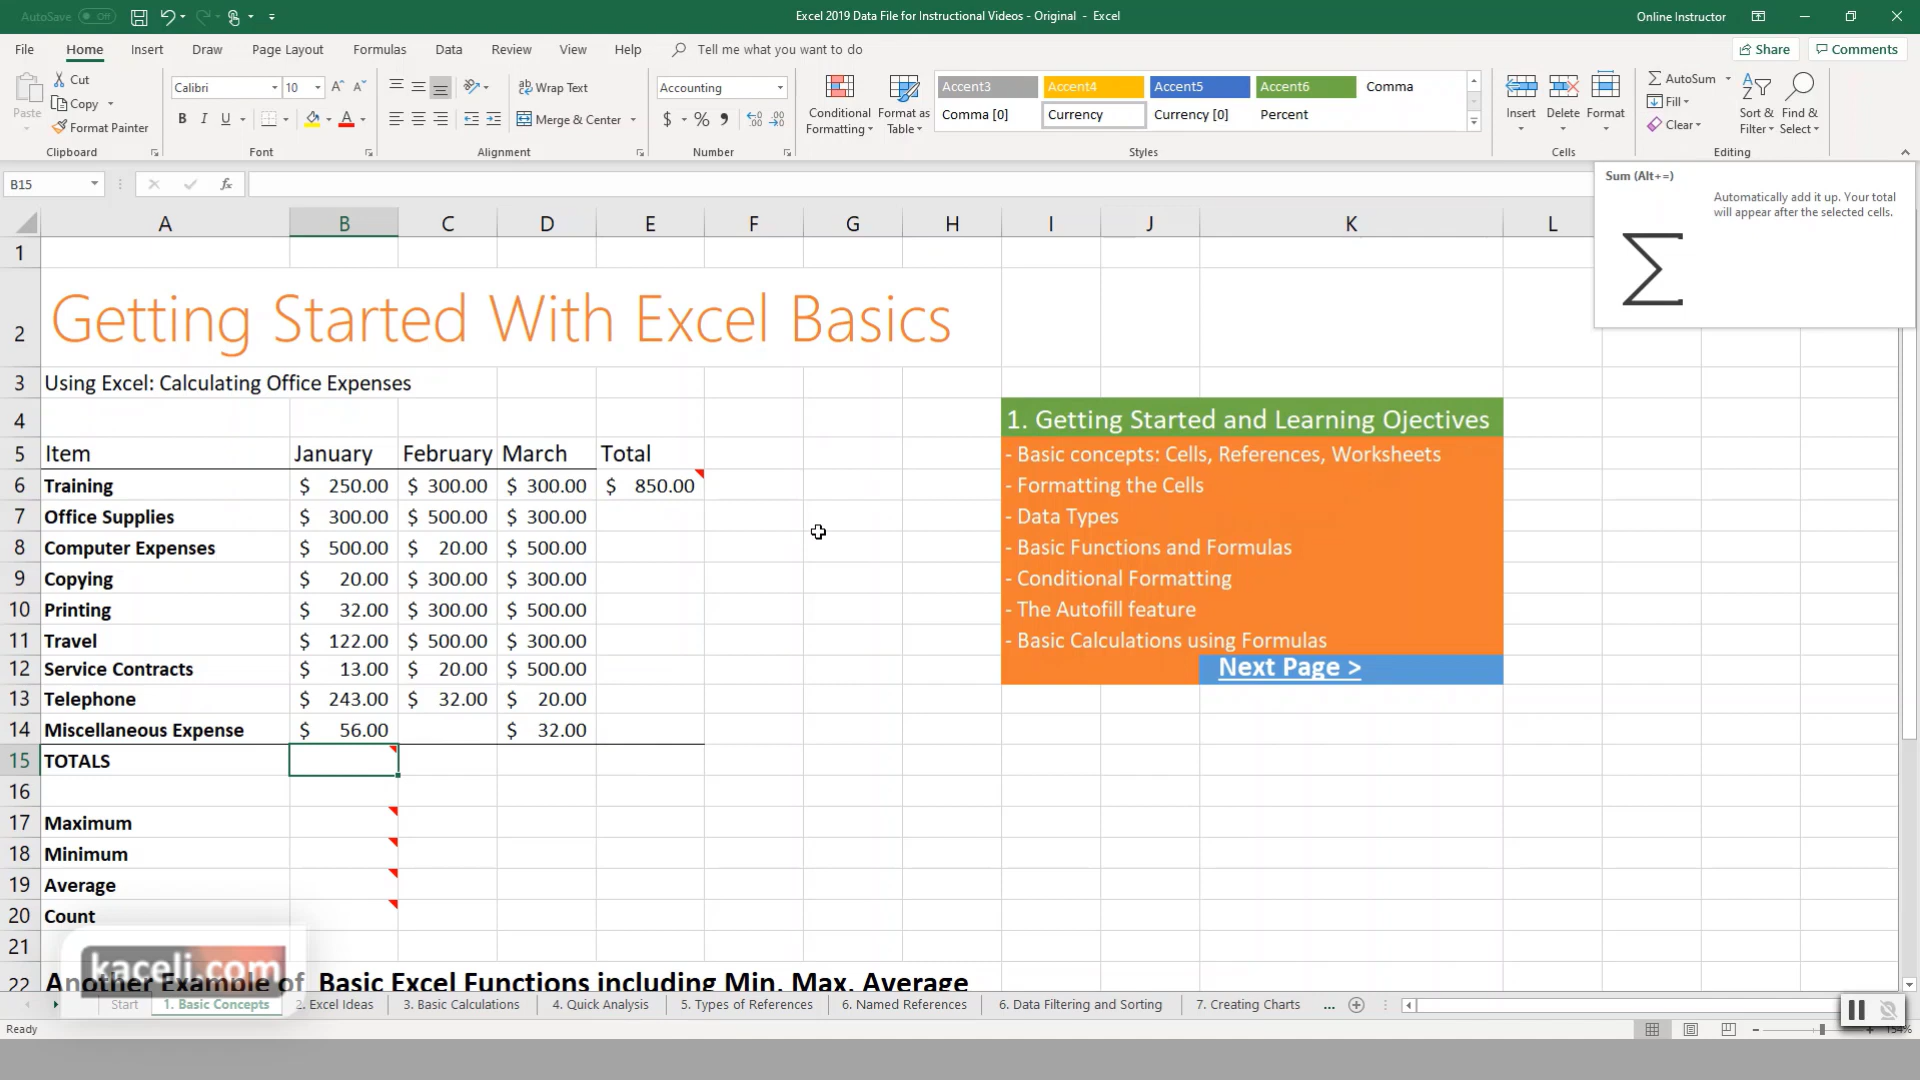 AutoSave Off
Excel 2019 Data File for Instructional Videos - Original - Excel
Online Instructor
File Home Insert Draw Page Layout Formulas Data Review View Help Tell me what you want to do
Share Comments
Paste
Cut
Copy
Format Painter
Clipboard
Calibri 10
B I U
Font
Wrap Text
Merge & Center
Alignment
Accounting
$ % ,
Number
Conditional Formatting
Format as Table
Accent3 Accent4 Accent5 Accent6 Comma
Comma [0] Currency Currency [0] Percent
Styles
Insert Delete Format
Cells
AutoSum
Fill
Clear
Sort & Filter
Find & Select
Editing
B15
fx
Sum (Alt+=)
Automatically add it up. Your total
will appear after the selected cells.
A B C D E F G H I J K L
1
2 Getting Started With Excel Basics
3 Using Excel: Calculating Office Expenses
4 1. Getting Started and Learning Ojectives
5 Item January February March Total - Basic concepts: Cells, References, Worksheets
6 Training $ 250.00 $ 300.00 $ 300.00 $ 850.00 - Formatting the Cells
7 Office Supplies $ 300.00 $ 500.00 $ 300.00 - Data Types
8 Computer Expenses $ 500.00 $ 20.00 $ 500.00 - Basic Functions and Formulas
9 Copying $ 20.00 $ 300.00 $ 300.00 - Conditional Formatting
10 Printing $ 32.00 $ 300.00 $ 500.00 - The Autofill feature
11 Travel $ 122.00 $ 500.00 $ 300.00 - Basic Calculations using Formulas
12 Service Contracts $ 13.00 $ 20.00 $ 500.00 Next Page >
13 Telephone $ 243.00 $ 32.00 $ 20.00
14 Miscellaneous Expense $ 56.00 $ 32.00
15 TOTALS
16
17 Maximum
18 Minimum
19 Average
20 Count
21
22 Another Example of Basic Excel Functions including Min, Max, Average
kaceli.com
Start 1. Basic Concepts 2. Excel Ideas 3. Basic Calculations 4. Quick Analysis 5. Types of References 6. Named References 6. Data Filtering and Sorting 7. Creating Charts ...
Ready
154%